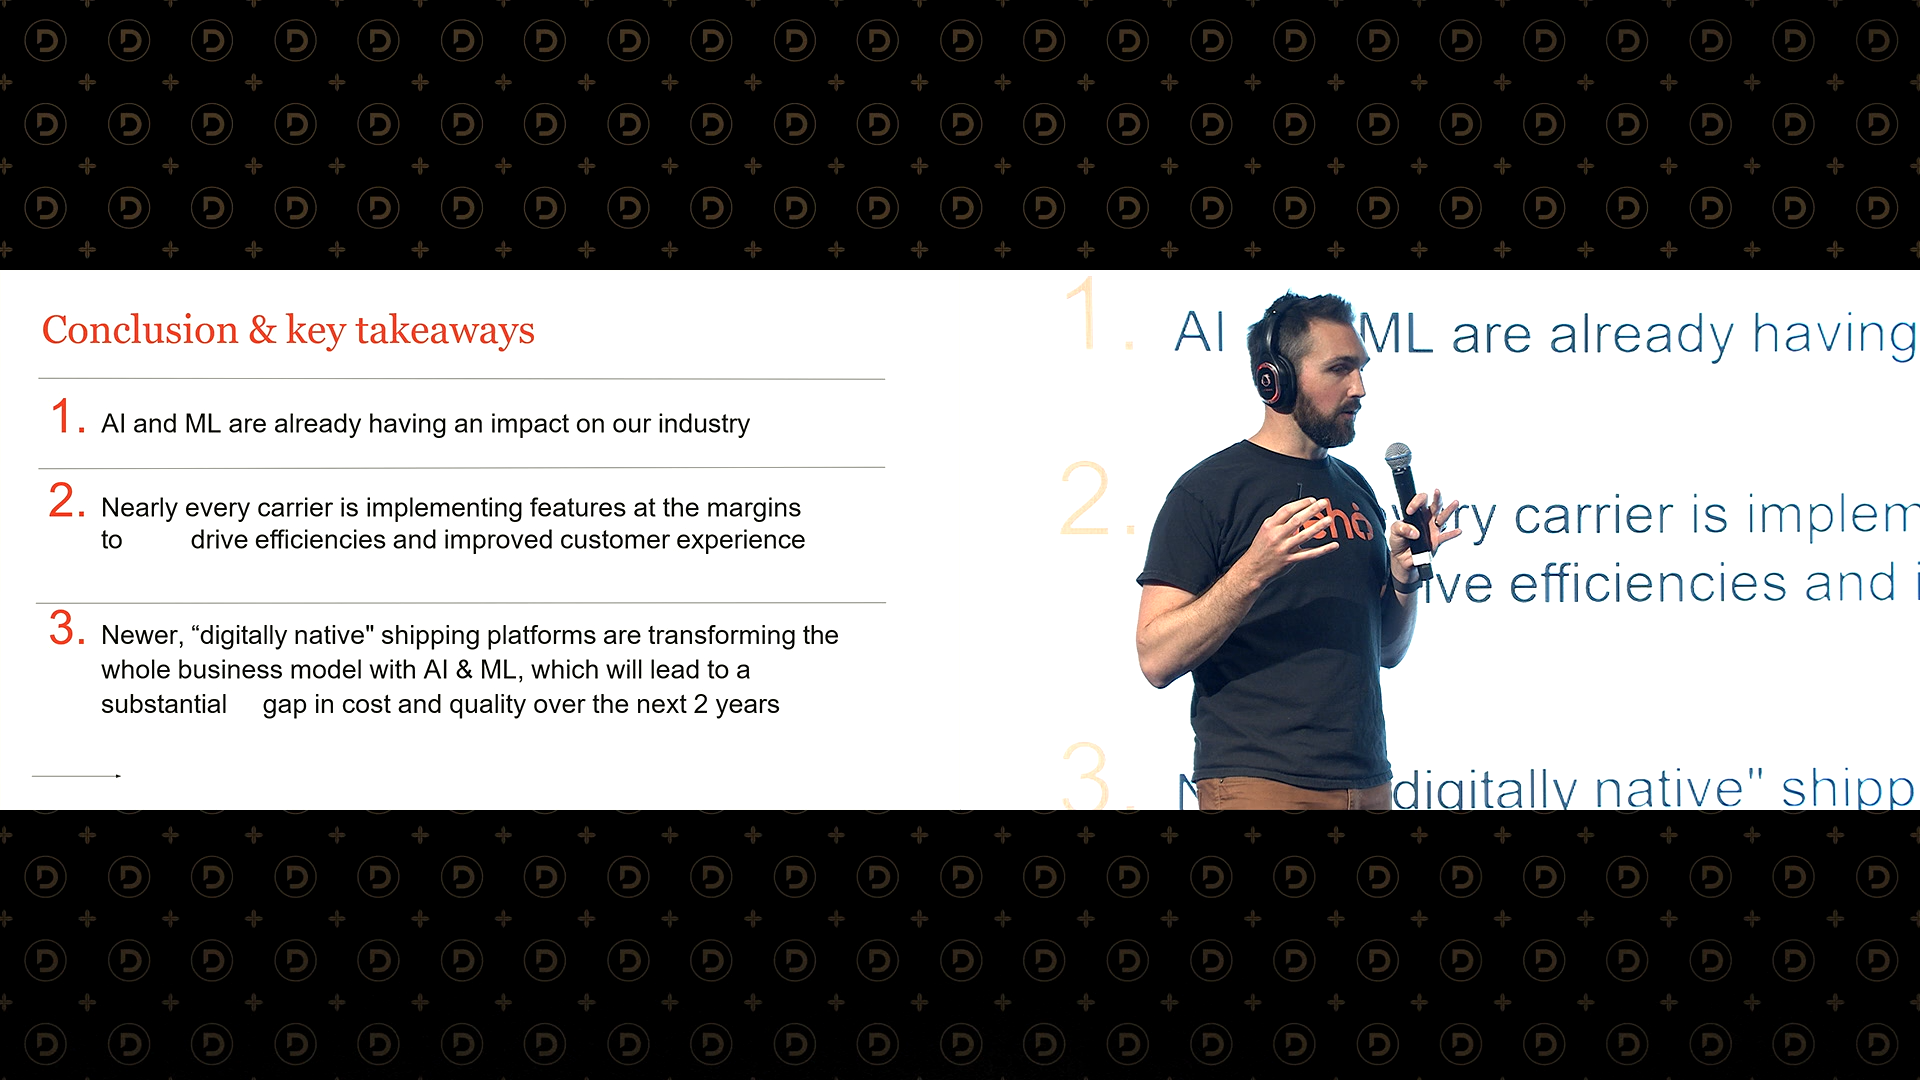 Conclusion & key takeaways
1. AI and ML are already having an impact on our industry
2. Nearly every carrier is implementing features at the margins
to drive efficiencies and improved customer experience
3. Newer, “digitally native" shipping platforms are transforming the
whole business model with AI & ML, which will lead to a
substantial gap in cost and quality over the next 2 years
1. AI ML are already having
2. ry carrier is implem
ive efficiencies and i
3. digitally native" shipp